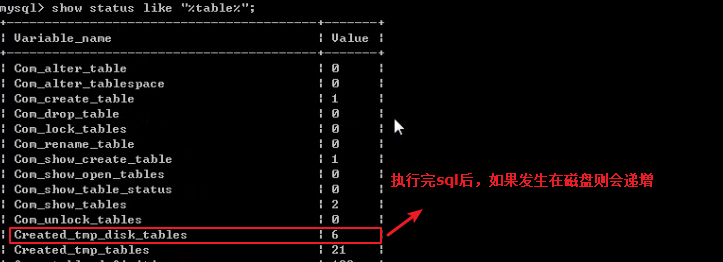 mysql> show status like "%table%";
Variable_name | Value
Com_alter_table | 0
Com_alter_tablespace | 0
Com_create_table | 1
Com_drop_table | 0
Com_lock_tables | 0
Com_rename_table | 0
Com_show_create_table | 1
Com_show_open_tables | 0
Com_show_table_status | 0
Com_show_tables | 2
Com_unlock_tables | 0
Created_tmp_disk_tables | 6
Created_tmp_tables | 21
执行完sql后，如果发生在磁盘则会递增